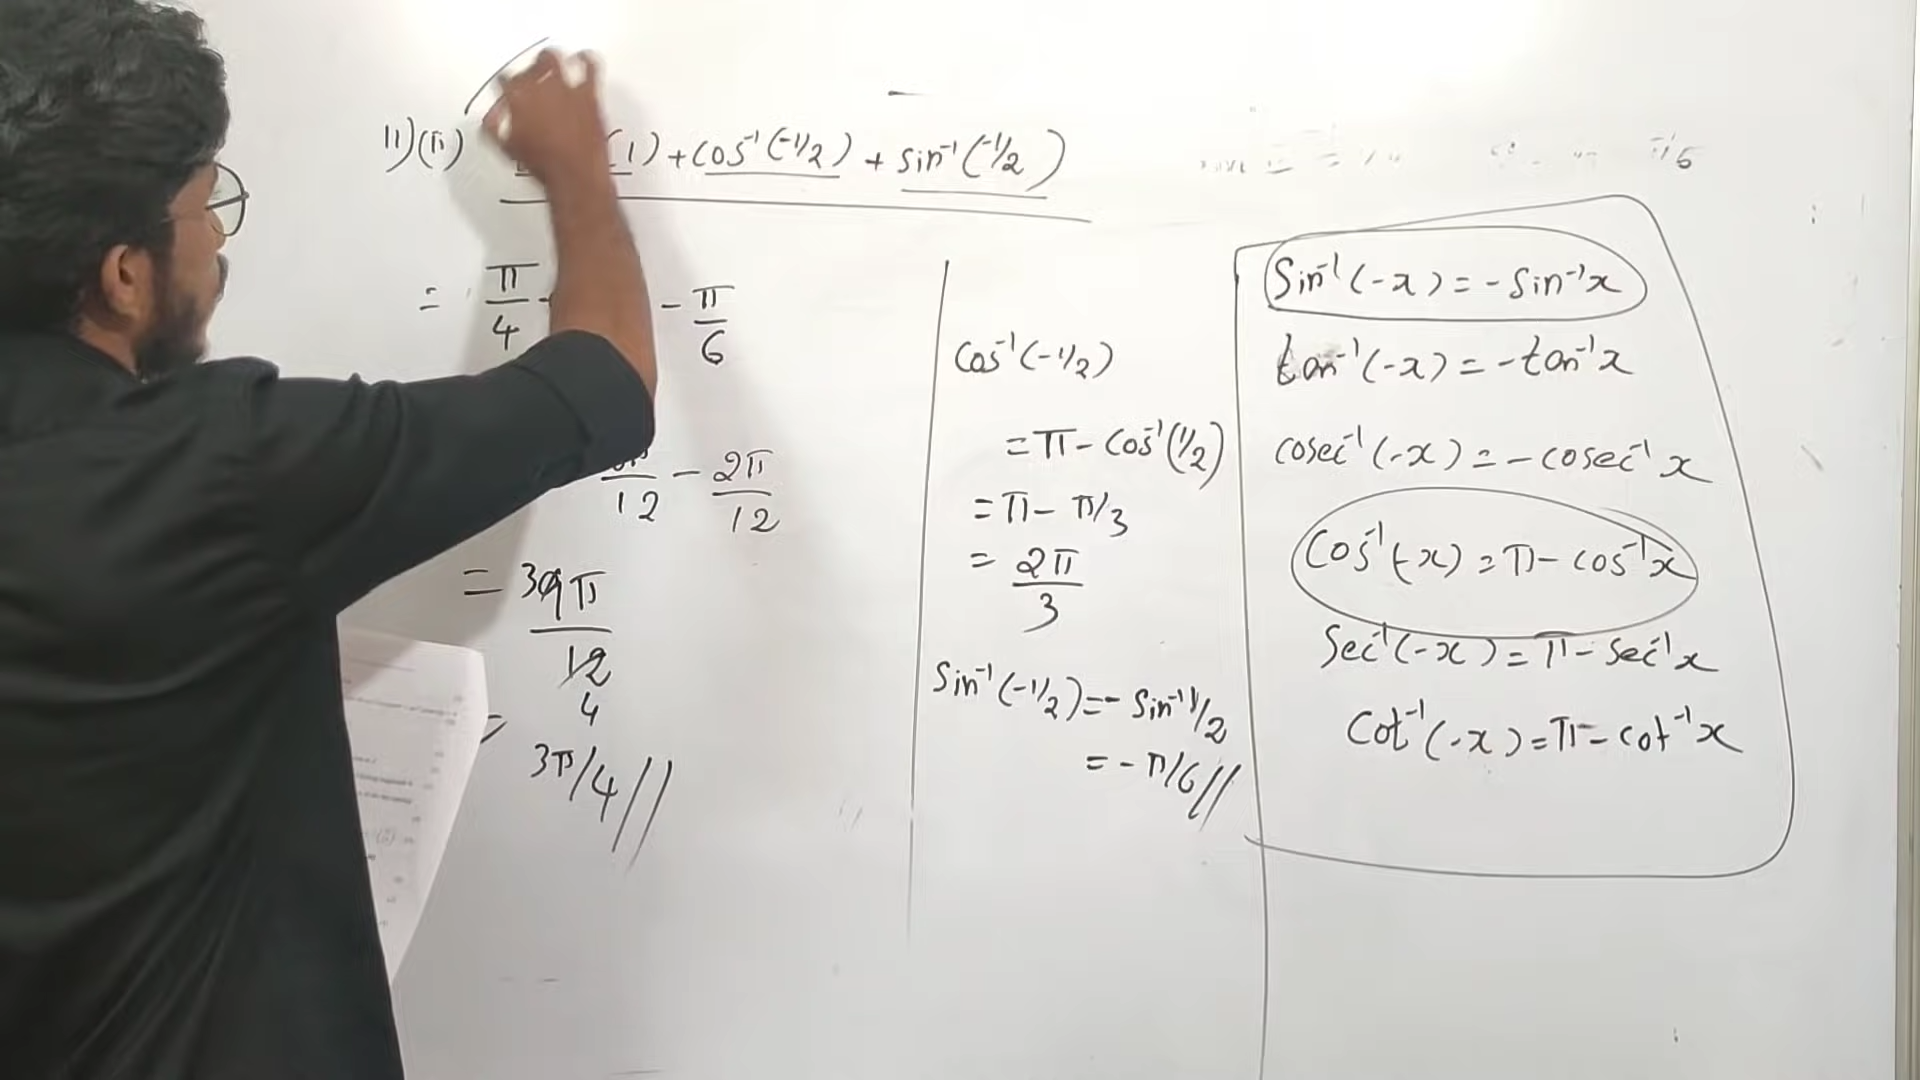 11)(ii) (1) + cos⁻¹(-1/2) + sin⁻¹(-1/2)
= π/4 - π/6
12 - 2π/12
= 39π/12
4
= 3π/4 //
cos⁻¹(-1/2)
= π - cos⁻¹(1/2)
= π - π/3
= 2π/3
sin⁻¹(-1/2) = - sin⁻¹ 1/2
= - π/6 //
sin⁻¹(-x) = - sin⁻¹x
tan⁻¹(-x) = - tan⁻¹x
cosec⁻¹(-x) = - cosec⁻¹x
cos⁻¹(-x) = π - cos⁻¹x
sec⁻¹(-x) = π - sec⁻¹x
cot⁻¹(-x) = π - cot⁻¹x